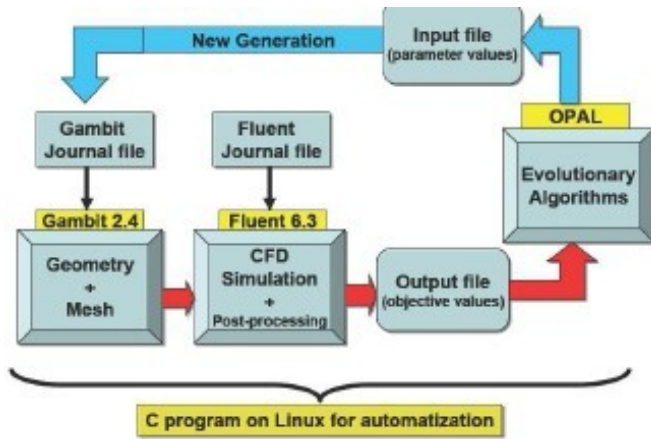 New Generation
Input file
(parameter values)
OPAL
Evolutionary
Algorithms
Gambit
Journal file
Fluent
Journal file
Gambit 2.4
Geometry
+
Mesh
Fluent 6.3
CFD
Simulation
+
Post-processing
Output file
(objective values)
C program on Linux for automatization